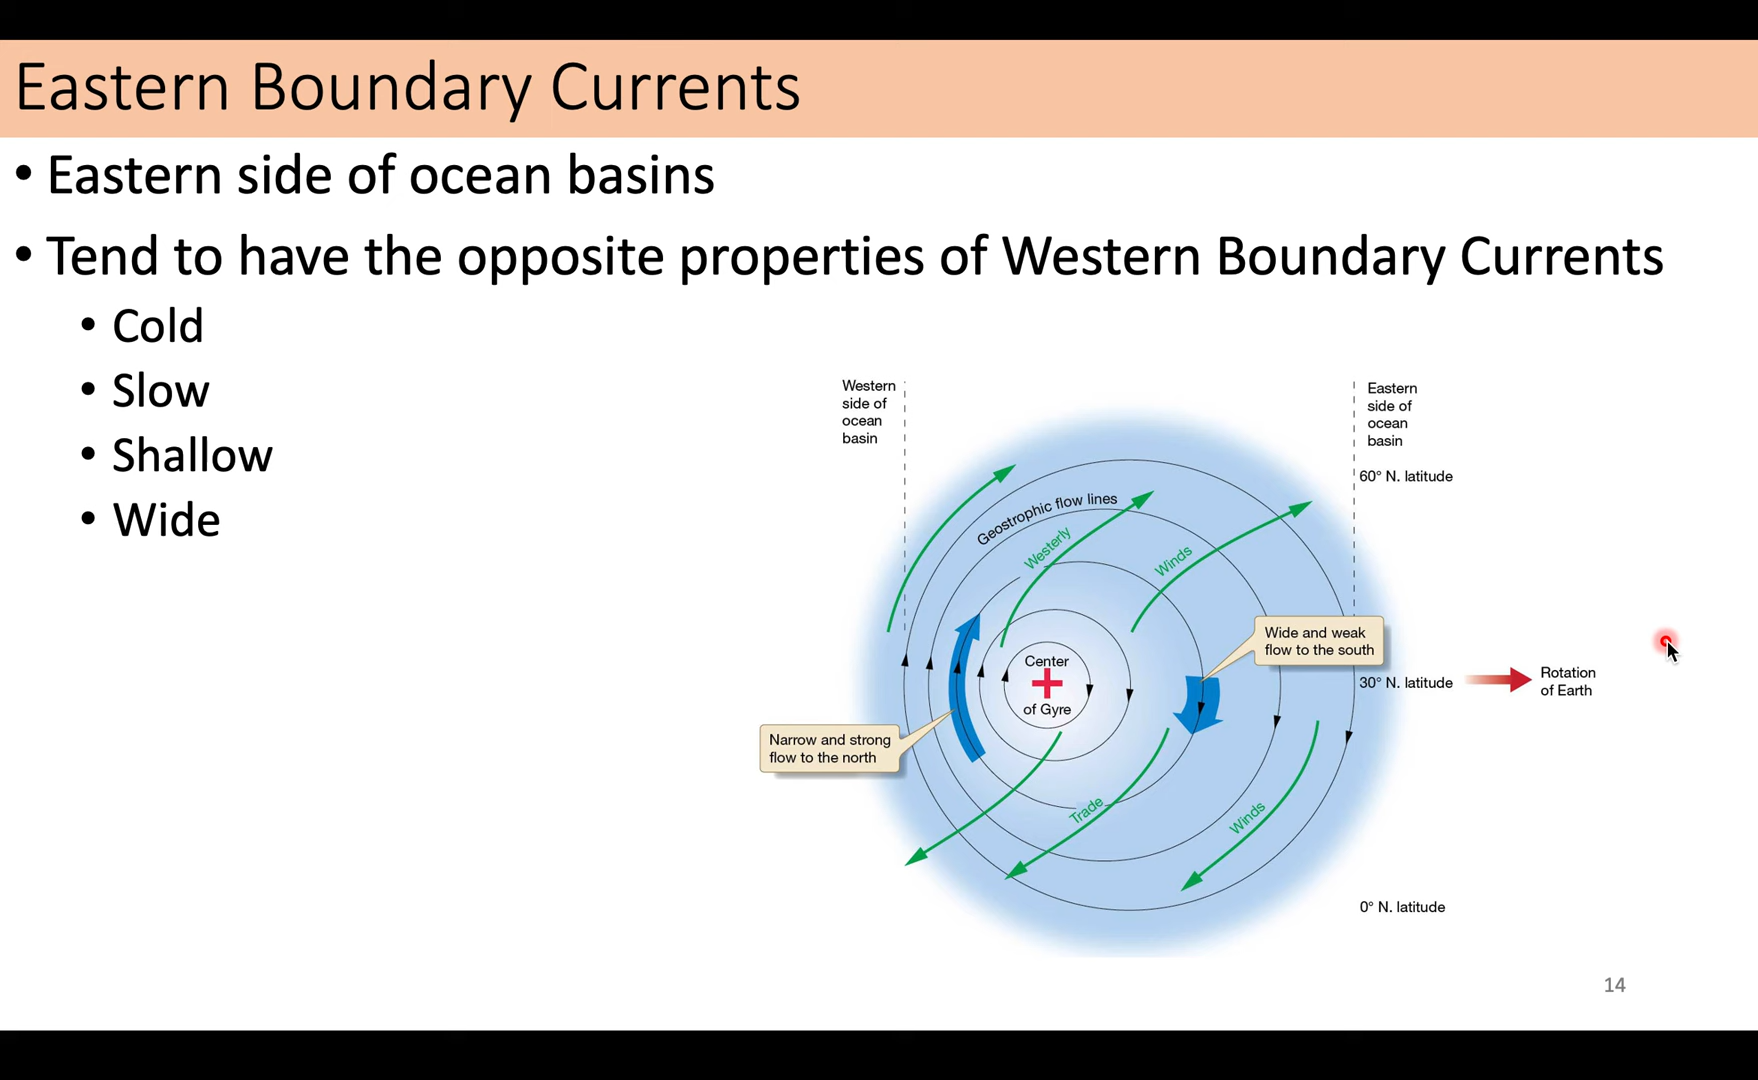 Eastern Boundary Currents
• Eastern side of ocean basins
• Tend to have the opposite properties of Western Boundary Currents
• Cold
• Slow
• Shallow
• Wide
Western
side of
ocean
basin
Eastern
side of
ocean
basin
60° N. latitude
Geostrophic flow lines
Westerly
Winds
Wide and weak
flow to the south
Center
of Gyre
30° N. latitude
Rotation
of Earth
Narrow and strong
flow to the north
Trade
Winds
0° N. latitude
14